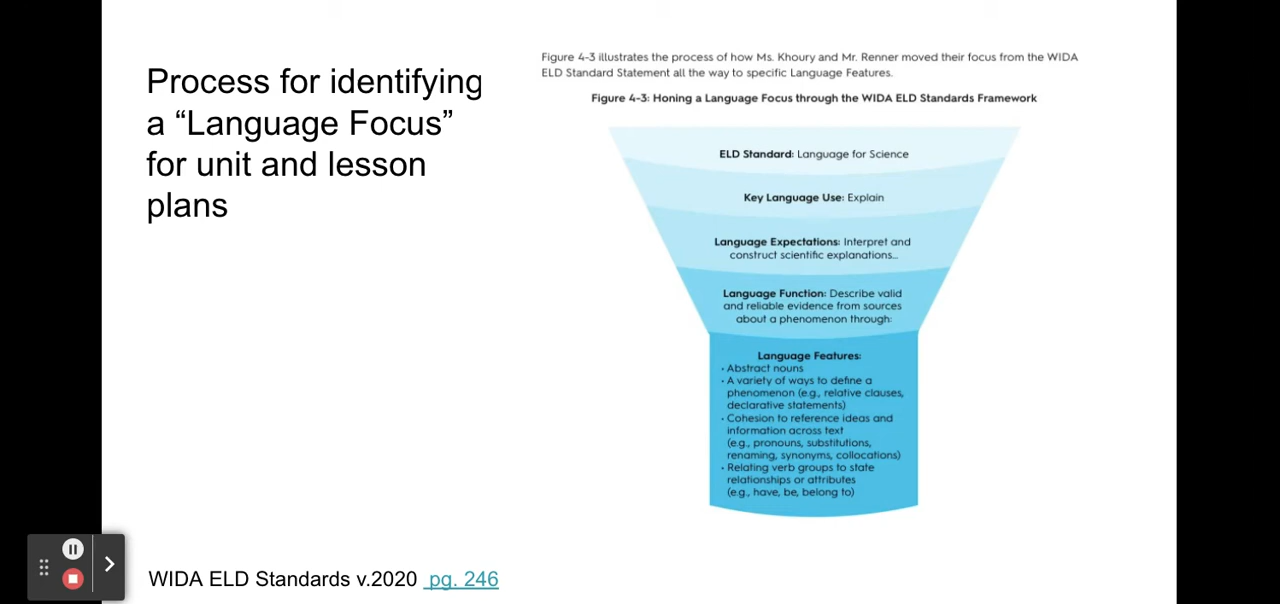 Process for identifying
a “Language Focus”
for unit and lesson
plans
Figure 4-3 illustrates the process of how Ms. Khoury and Mr. Renner moved their focus from the WIDA
ELD Standard Statement all the way to specific Language Features.
Figure 4-3: Honing a Language Focus through the WIDA ELD Standards Framework
ELD Standard: Language for Science
Key Language Use: Explain
Language Expectations: Interpret and
construct scientific explanations...
Language Function: Describe valid
and reliable evidence from sources
about a phenomenon through:
Language Features:
• Abstract nouns
• A variety of ways to define a
phenomenon (e.g., relative clauses,
declarative statements)
• Cohesion to reference ideas and
information across text
(e.g., pronouns, substitutions,
renaming, synonyms, collocations)
• Relating verb groups to state
relationships or attributes
(e.g., have, be, belong to)
WIDA ELD Standards v.2020 pg. 246